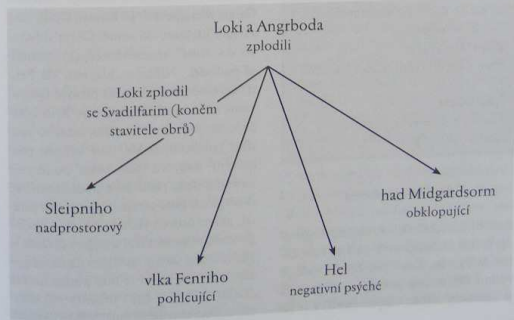 Loki a Angrboda
zplodili
Loki zplodil
se Svadilfarim (koněm
stavitele obrů)
Sleipniho
nadprostorový
vlka Fenriho
pohlcující
Hel
negativní psýché
had Midgardsorm
obklopující